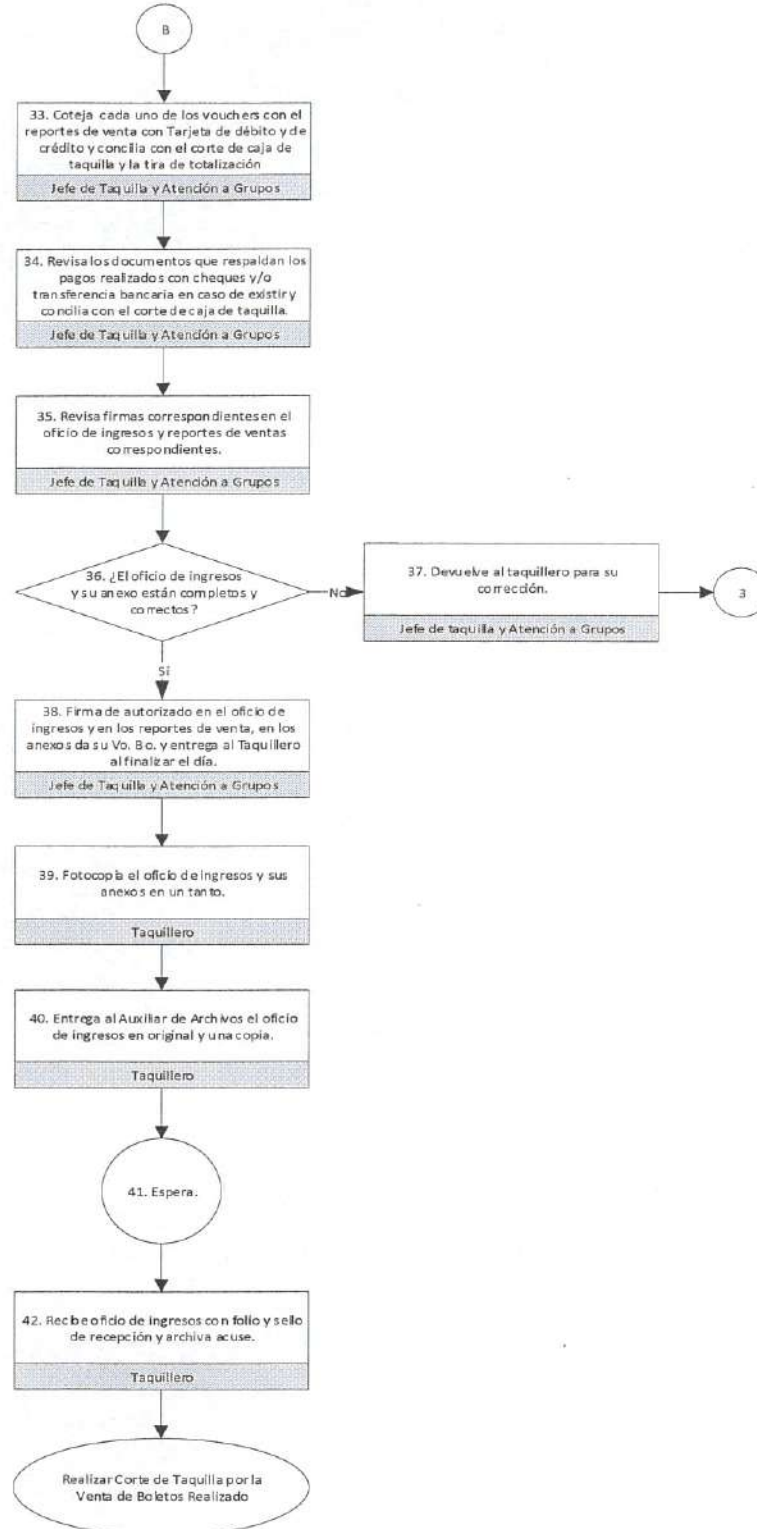 B
33. Coteja cada uno de los vouchers con el
reportes de venta con Tarjeta de débito y de
crédito y concilia con el corte de caja de
taquilla y la tira de totalización
Jefe de Taquilla y Atención a Grupos
34. Revisa los documentos que respaldan los
pagos realizados con cheques y/o
transferencia bancaria en caso de existir y
concilia con el corte de caja de taquilla.
Jefe de Taquilla y Atención a Grupos
35. Revisa firmas correspondientes en el
oficio de ingresos y reportes de ventas
correspondientes.
Jefe de Taquilla y Atención a Grupos
36. ¿El oficio de ingresos
y su anexo están completos y
correctos?
No
37. Devuelve al taquillero para su
corrección.
Jefe de taquilla y Atención a Grupos
3
Sí
38. Firma de autorizado en el oficio de
ingresos y en los reportes de venta, en los
anexos da su Vo. Bo. y entrega al Taquillero
al finalizar el día.
Jefe de Taquilla y Atención a Grupos
39. Fotocopia el oficio de ingresos y sus
anexos en un tanto.
Taquillero
40. Entrega al Auxiliar de Archivos el oficio
de ingresos en original y una copia.
Taquillero
41. Espera.
42. Recibe oficio de ingresos con folio y sello
de recepción y archiva acuse.
Taquillero
Realizar Corte de Taquilla por la
Venta de Boletos Realizado